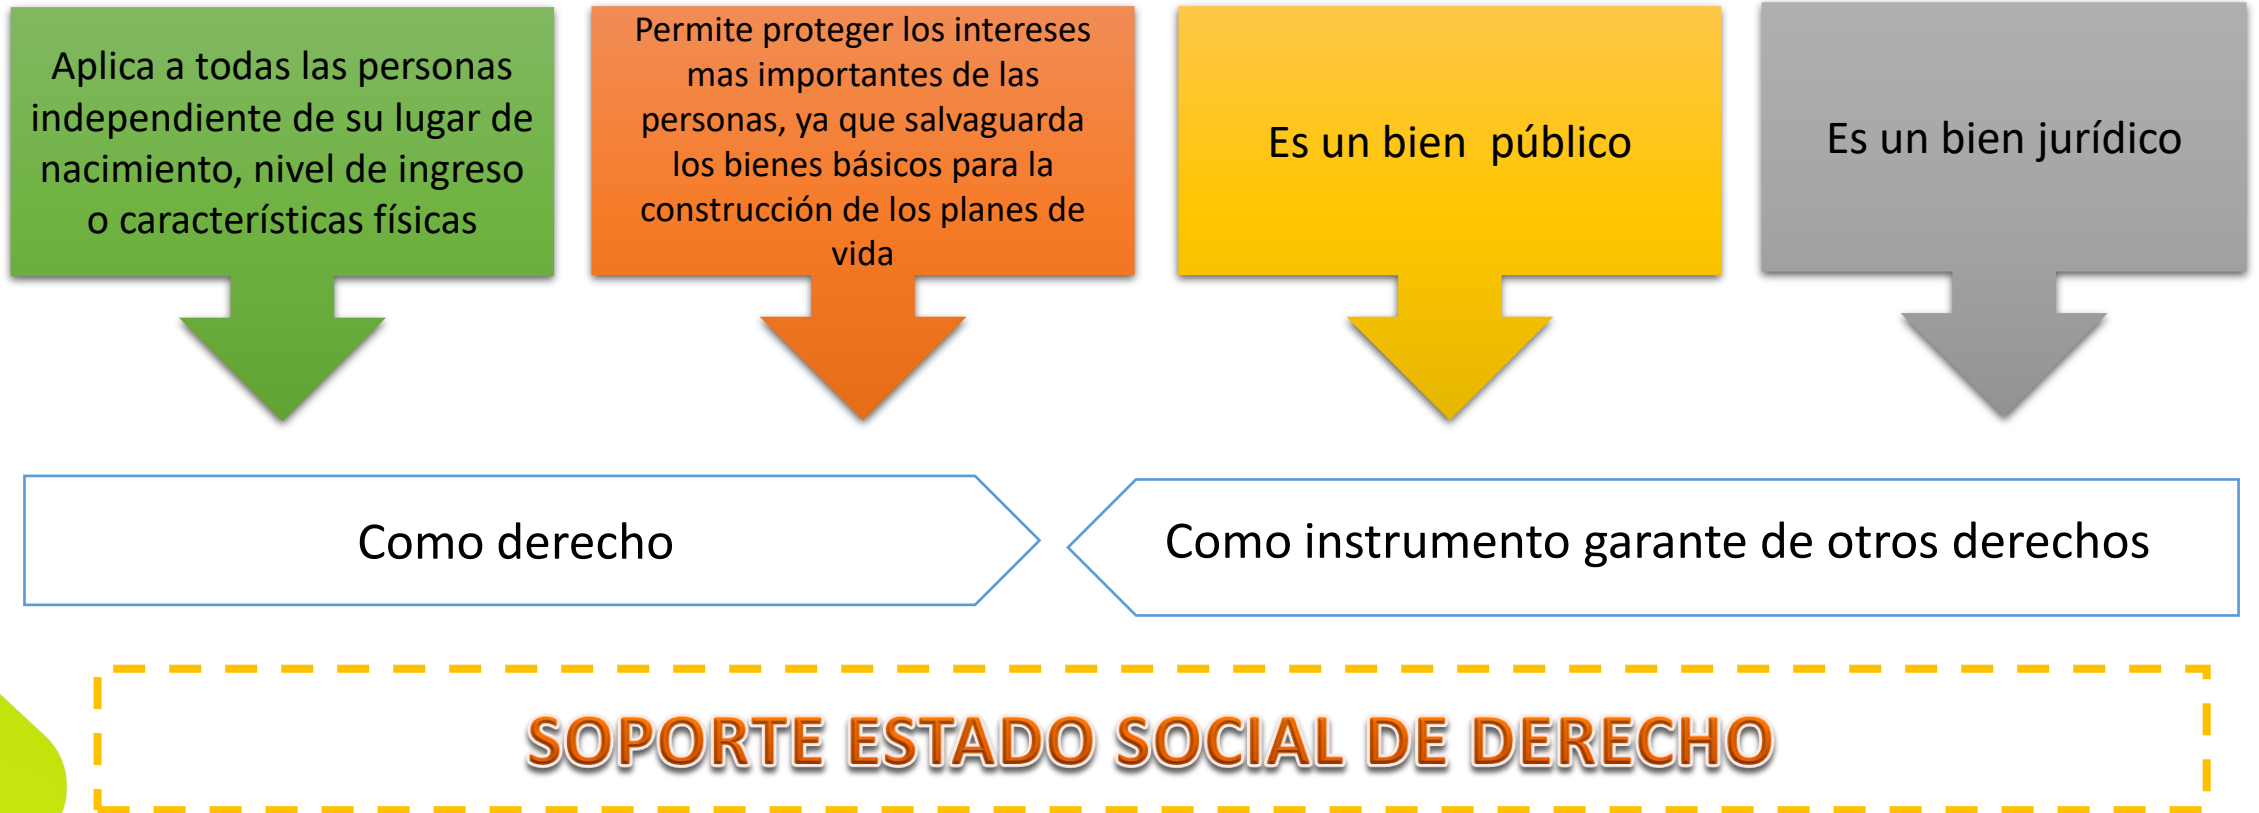 Aplica a todas las personas
independiente de su lugar de
nacimiento, nivel de ingreso
o características físicas
Permite proteger los intereses
mas importantes de las
personas, ya que salvaguarda
los bienes básicos para la
construcción de los planes de
vida
Es un bien público
Es un bien jurídico
Como derecho
Como instrumento garante de otros derechos
SOPORTE ESTADO SOCIAL DE DERECHO